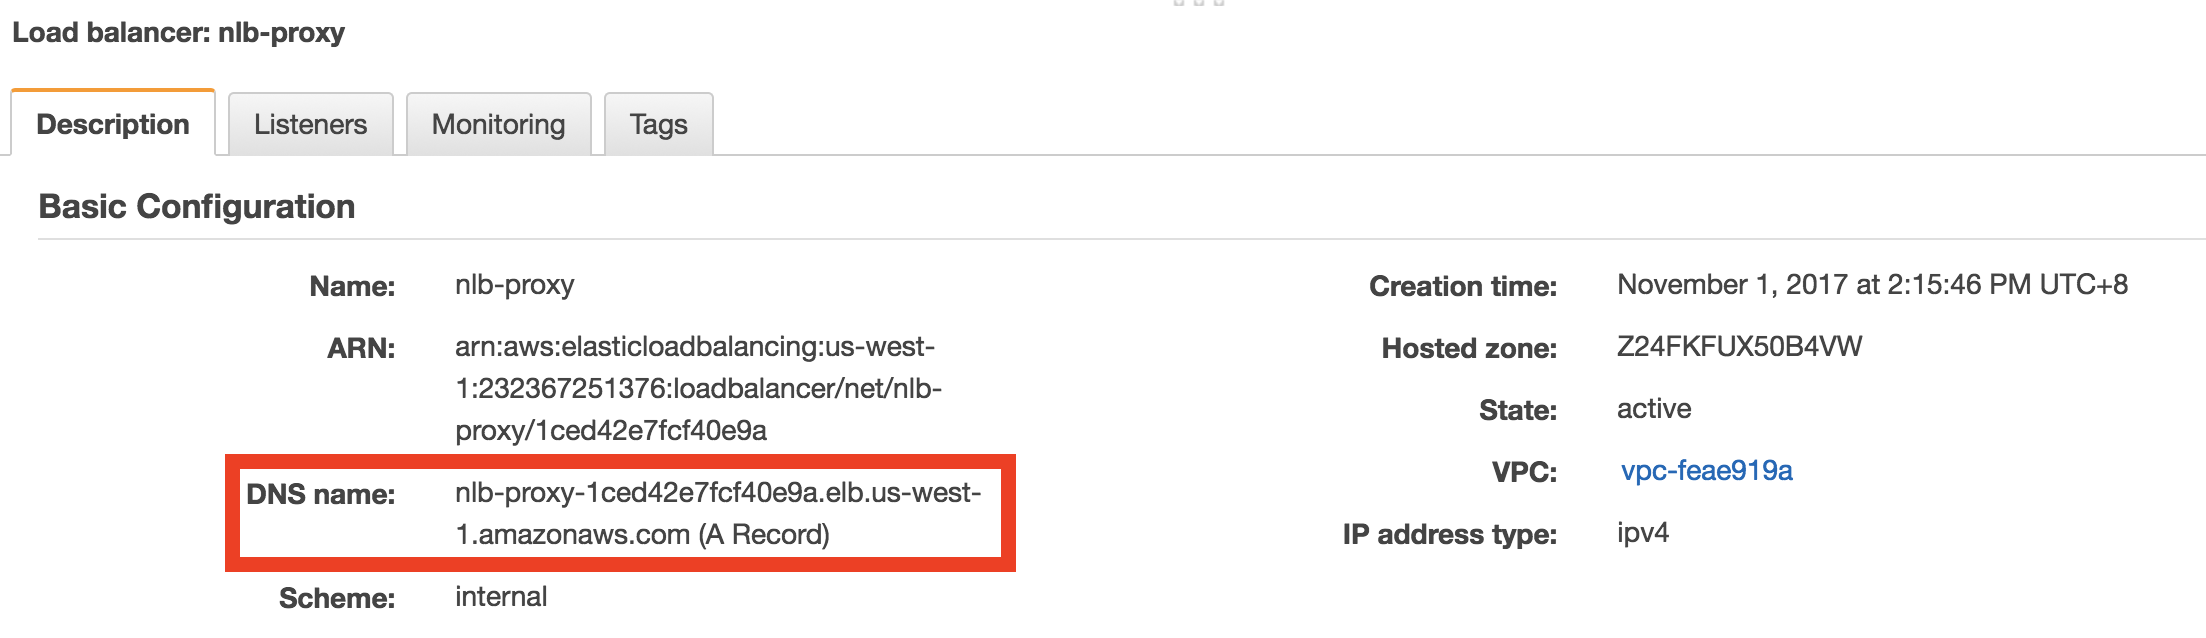 Load balancer: nlb-proxy
Description
Listeners
Monitoring
Tags
Basic Configuration
Name: nlb-proxy
ARN: arn:aws:elasticloadbalancing:us-west-
1:232367251376:loadbalancer/net/nlb-
proxy/1ced42e7fcf40e9a
DNS name: nlb-proxy-1ced42e7fcf40e9a.elb.us-west-
1.amazonaws.com (A Record)
Scheme: internal
Creation time: November 1, 2017 at 2:15:46 PM UTC+8
Hosted zone: Z24FKFUX50B4VW
State: active
VPC: vpc-feae919a
IP address type: ipv4